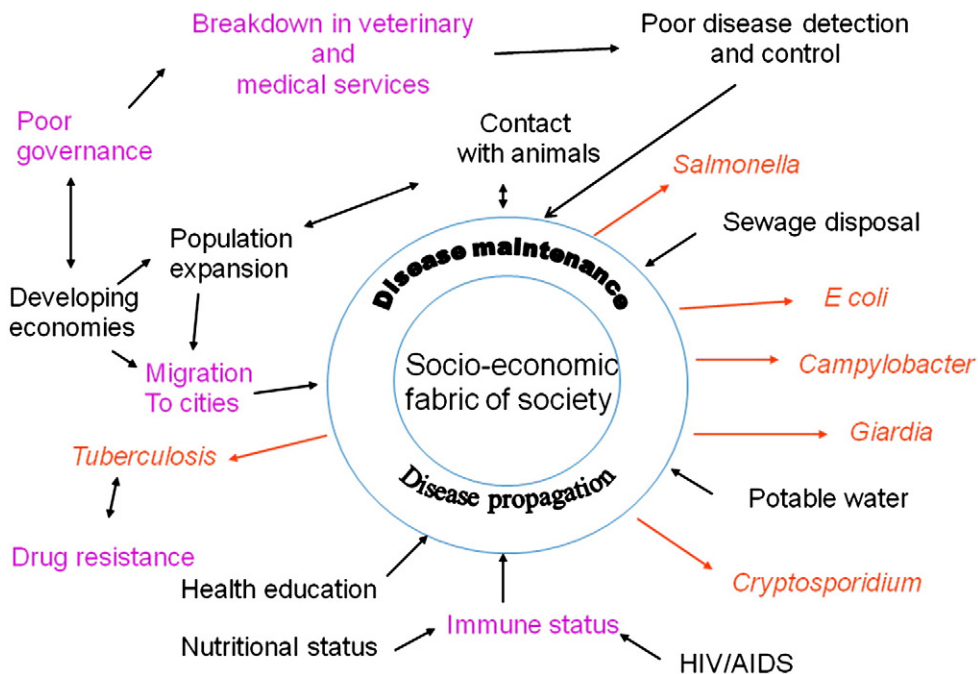 Breakdown in veterinary
and
medical services
Poor disease detection
and control
Poor
governance
Contact
with animals
Salmonella
Sewage disposal
Population
expansion
Disease maintenance
Developing
economies
E coli
Socio-economic
fabric of society
Campylobacter
Migration
To cities
Giardia
Tuberculosis
Disease propagation
Potable water
Drug resistance
Health education
Cryptosporidium
Immune status
Nutritional status
HIV/AIDS